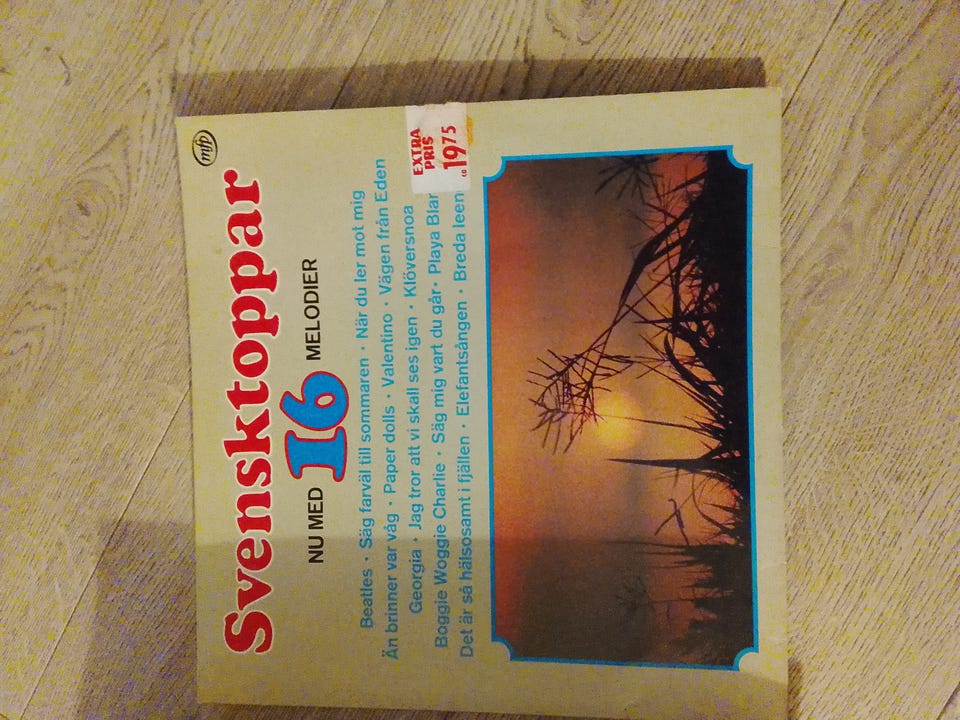 mfp
Svensktoppar
NU MED 16 MELODIER
Beatles · Säg farväl till sommaren · När du ler mot mig
Än brinner var våg · Paper dolls · Valentino · Vägen från Eden
Georgia · Jag tror att vi skall ses igen · Klöversnoa
Boggie Woggie Charlie · Säg mig vart du går · Playa Blan
Det är så hälsosamt i fjällen · Elefantsången · Breda leen
EXTRA
PRIS
1975